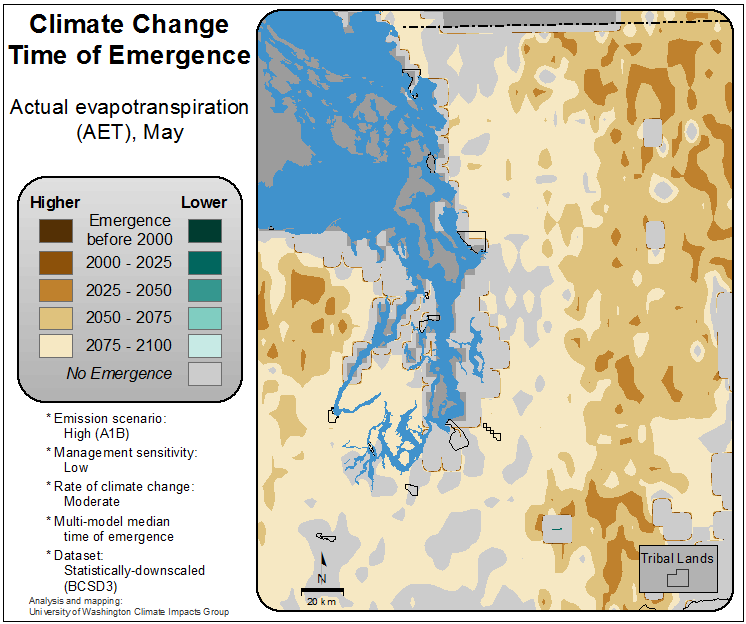 Climate Change
Time of Emergence
Actual evapotranspiration
(AET), May
Higher Lower
Emergence
before 2000
2000 - 2025
2025 - 2050
2050 - 2075
2075 - 2100
No Emergence
* Emission scenario:
High (A1B)
* Management sensitivity:
Low
* Rate of climate change:
Moderate
* Multi-model median
time of emergence
* Dataset:
Statistically-downscaled
(BCSD3)
Analysis and mapping:
University of Washington Climate Impacts Group
N
20 km
Tribal Lands